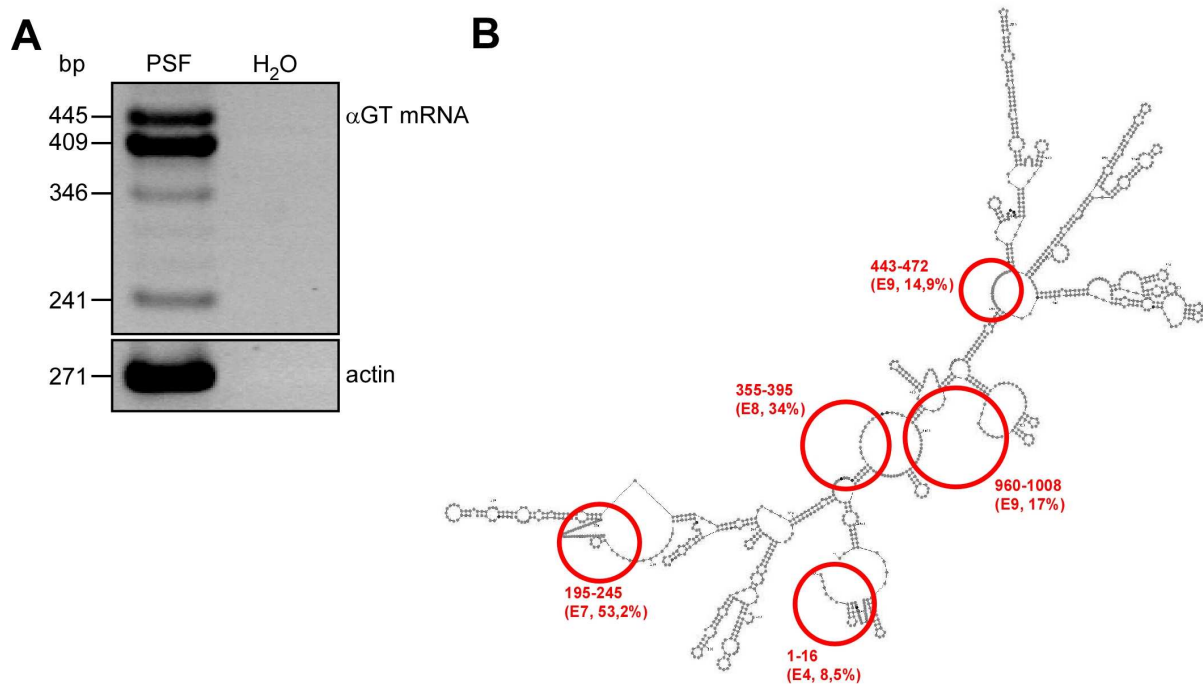 A
bp PSF H₂O
445 αGT mRNA
409
346
241
271 actin
B
443-472
(E9, 14,9%)
355-395
(E8, 34%)
960-1008
(E9, 17%)
195-245
(E7, 53,2%)
1-16
(E4, 8,5%)